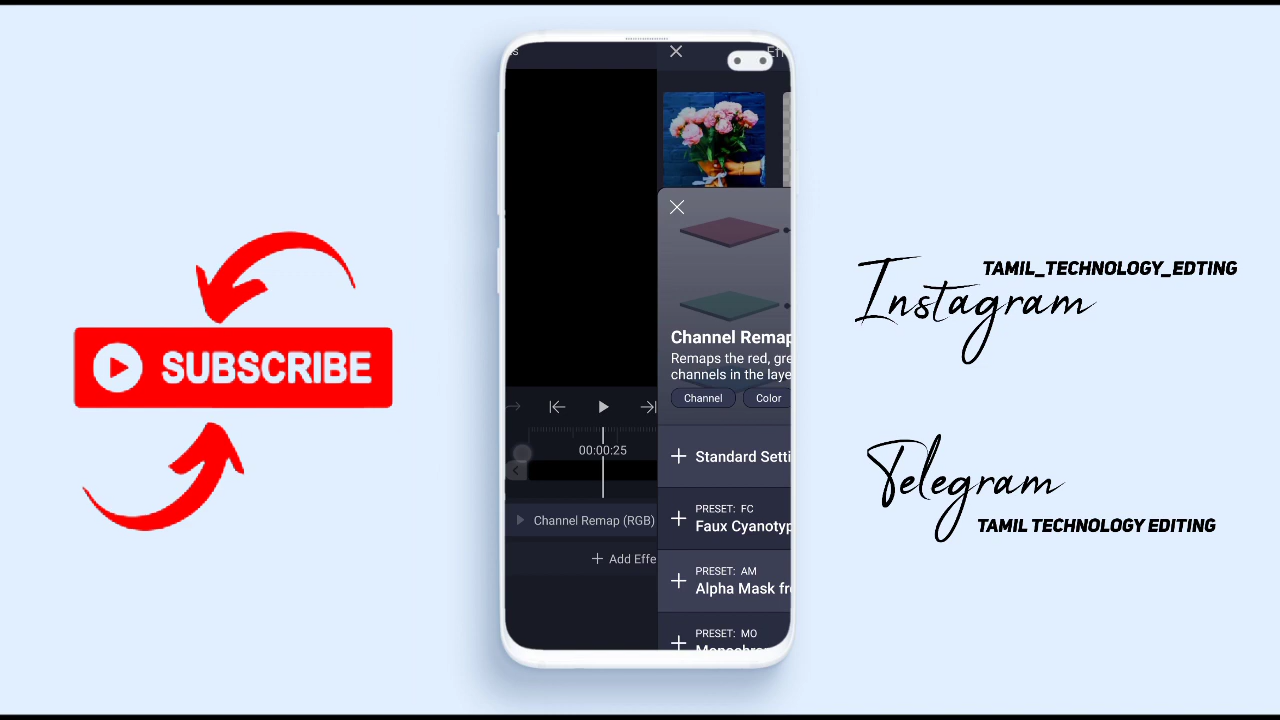 SUBSCRIBE
00:00:25
Channel Remap (RGB)
+ Add Effe
Channel Remap
Remaps the red, gre
channels in the laye
Channel
Color
+ Standard Setti
PRESET: FC
+ Faux Cyanotyp
PRESET: AM
+ Alpha Mask fr
PRESET: MO
TAMIL_TECHNOLOGY_EDTING
Instagram
Telegram
TAMIL TECHNOLOGY EDITING